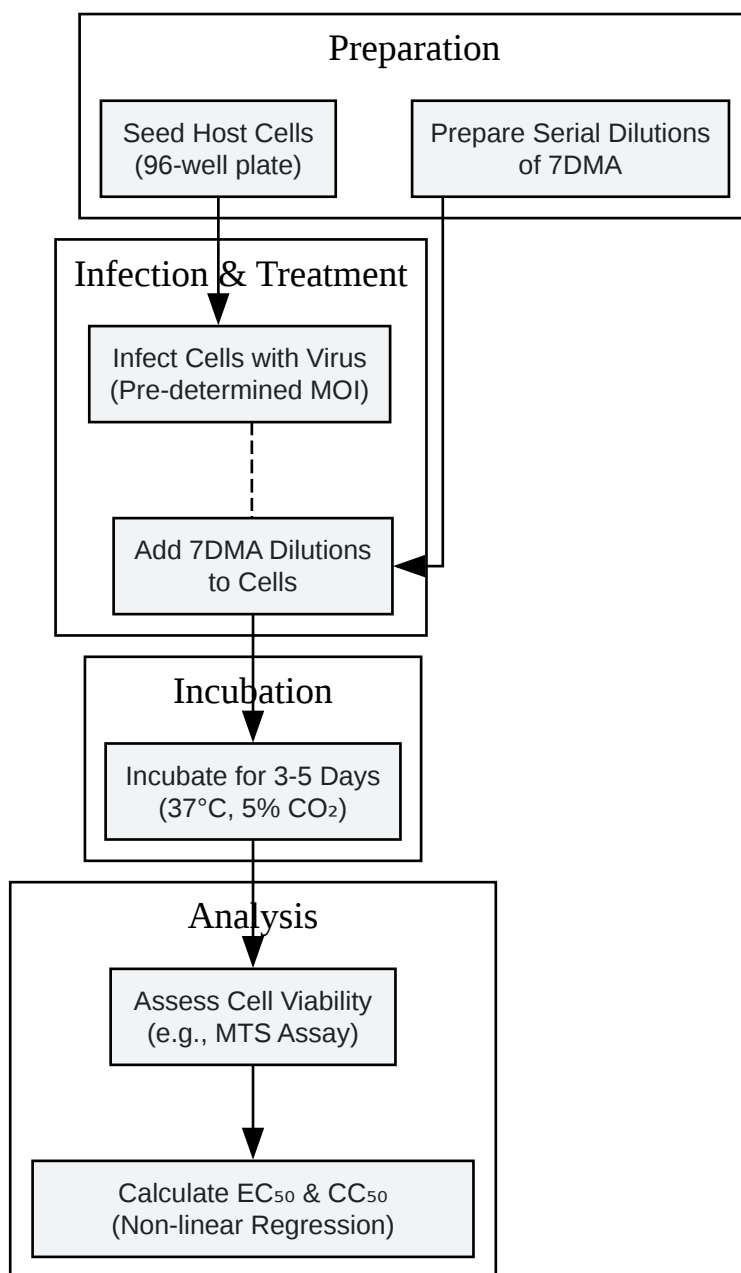 Preparation
Seed Host Cells
(96-well plate)
Prepare Serial Dilutions
of 7DMA
Infection & Treatment
Infect Cells with Virus
(Pre-determined MOI)
Add 7DMA Dilutions
to Cells
Incubation
Incubate for 3-5 Days
(37°C, 5% CO₂)
Analysis
Assess Cell Viability
(e.g., MTS Assay)
Calculate EC₅₀ & CC₅₀
(Non-linear Regression)